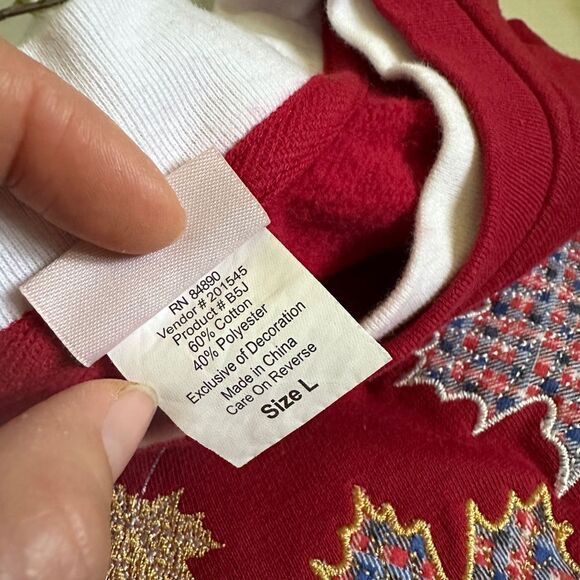 RN 84890
Vendor # 201545
Product # B5J
60% Cotton
40% Polyester
Exclusive of Decoration
Made in China
Care On Reverse
Size L